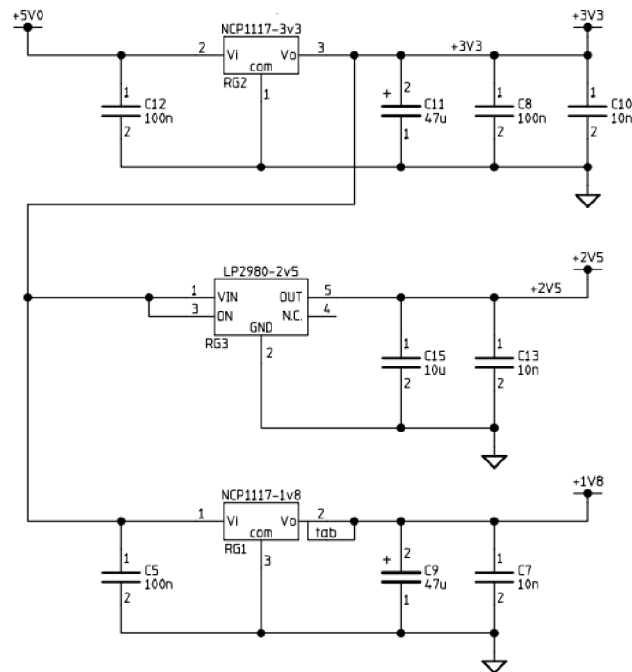 +5V0
NCP1117-3v3
+3V3
2 Vi Vo 3
+3V3
com
RG2
1
1
C12
100n
2
+ 2
C11
47u
1
1
C8
100n
2
1
C10
10n
2
LP2980-2v5
+2V5
1 VIN OUT 5
+2V5
3 ON N.C. 4
GND
RG3
2
1
C15
10u
2
1
C13
10n
2
NCP1117-1v8
+1V8
1 Vi Vo 2
com tab
RG1
3
1
C5
100n
2
+ 2
C9
47u
1
1
C7
10n
2